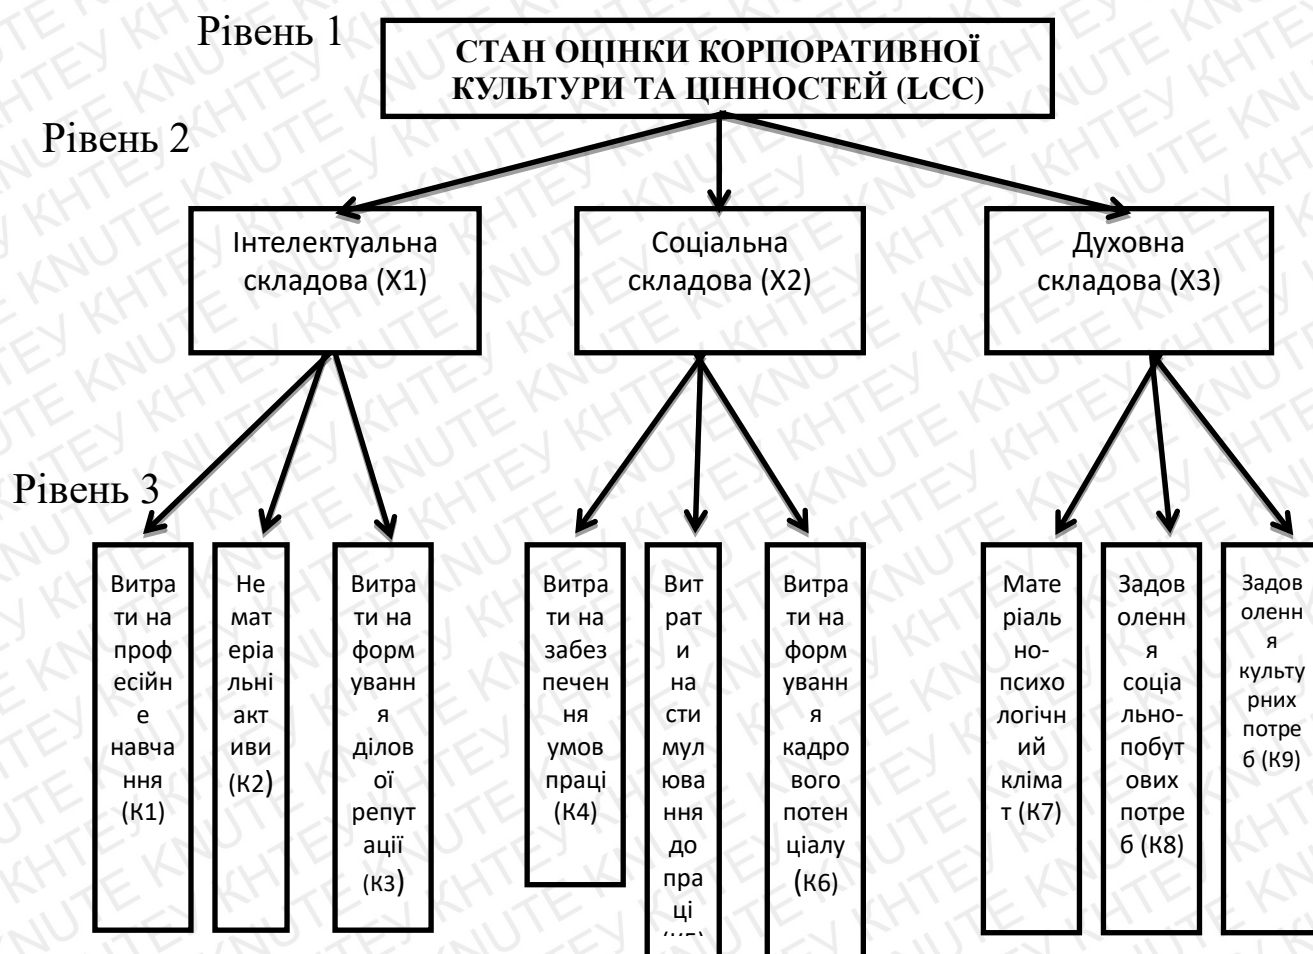 Рівень 1
СТАН ОЦІНКИ КОРПОРАТИВНОЇ
КУЛЬТУРИ ТА ЦІННОСТЕЙ (LCC)
Рівень 2
Інтелектуальна
складова (X1)
Соціальна
складова (X2)
Духовна
складова (X3)
Рівень 3
Витра
ти на
проф
есійн
е
навча
ння
(К1)
Не
мат
еріа
льні
акт
иви
(К2)
Витра
ти на
форм
уванн
я
ділов
ої
репут
ації
(К3)
Витра
ти на
забез
печен
ня
умов
праці
(К4)
Вит
рат
и
на
сти
мул
юва
ння
до
пра
ці
Витра
ти на
форм
уванн
я
кадро
вого
потен
ціалу
(К6)
Мате
ріаль
но-
психо
логічн
ий
кліма
т (К7)
Задов
оленн
я
соціа
льно-
побут
ових
потре
б (К8)
Задов
оленн
я
культу
рних
потре
б (К9)